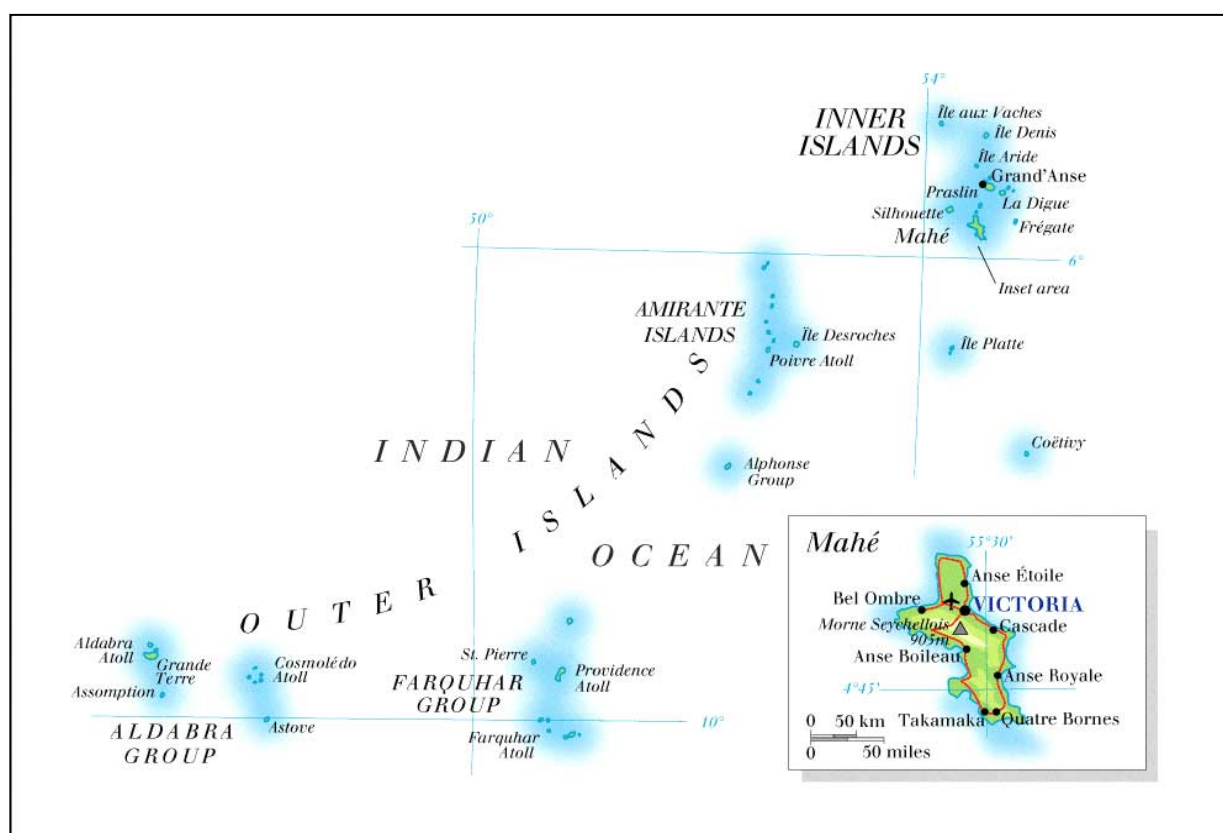 54°
INNER
ISLANDS
Île aux Vaches
Île Denis
Île Aride
Grand'Anse
Praslin
La Digue
Silhouette
Frégate
Mahé
50°
6°
Inset area
AMIRANTE
ISLANDS
Île Desroches
Île Platte
Poivre Atoll
INDIAN
OCEAN
Coëtivy
Alphonse
Group
OUTER ISLANDS
Aldabra
Atoll
Grande
Terre
Assomption
Cosmolédo
Atoll
Astove
ALDABRA
GROUP
St. Pierre
Providence
Atoll
FARQUHAR
GROUP
10°
Farquhar
Atoll
Mahé
55°30'
Anse Étoile
Bel Ombre
VICTORIA
Morne Seychellois
905m
Cascade
Anse Boileau
Anse Royale
4°45'
Takamaka
Quatre Bornes
0 50 km
0 50 miles